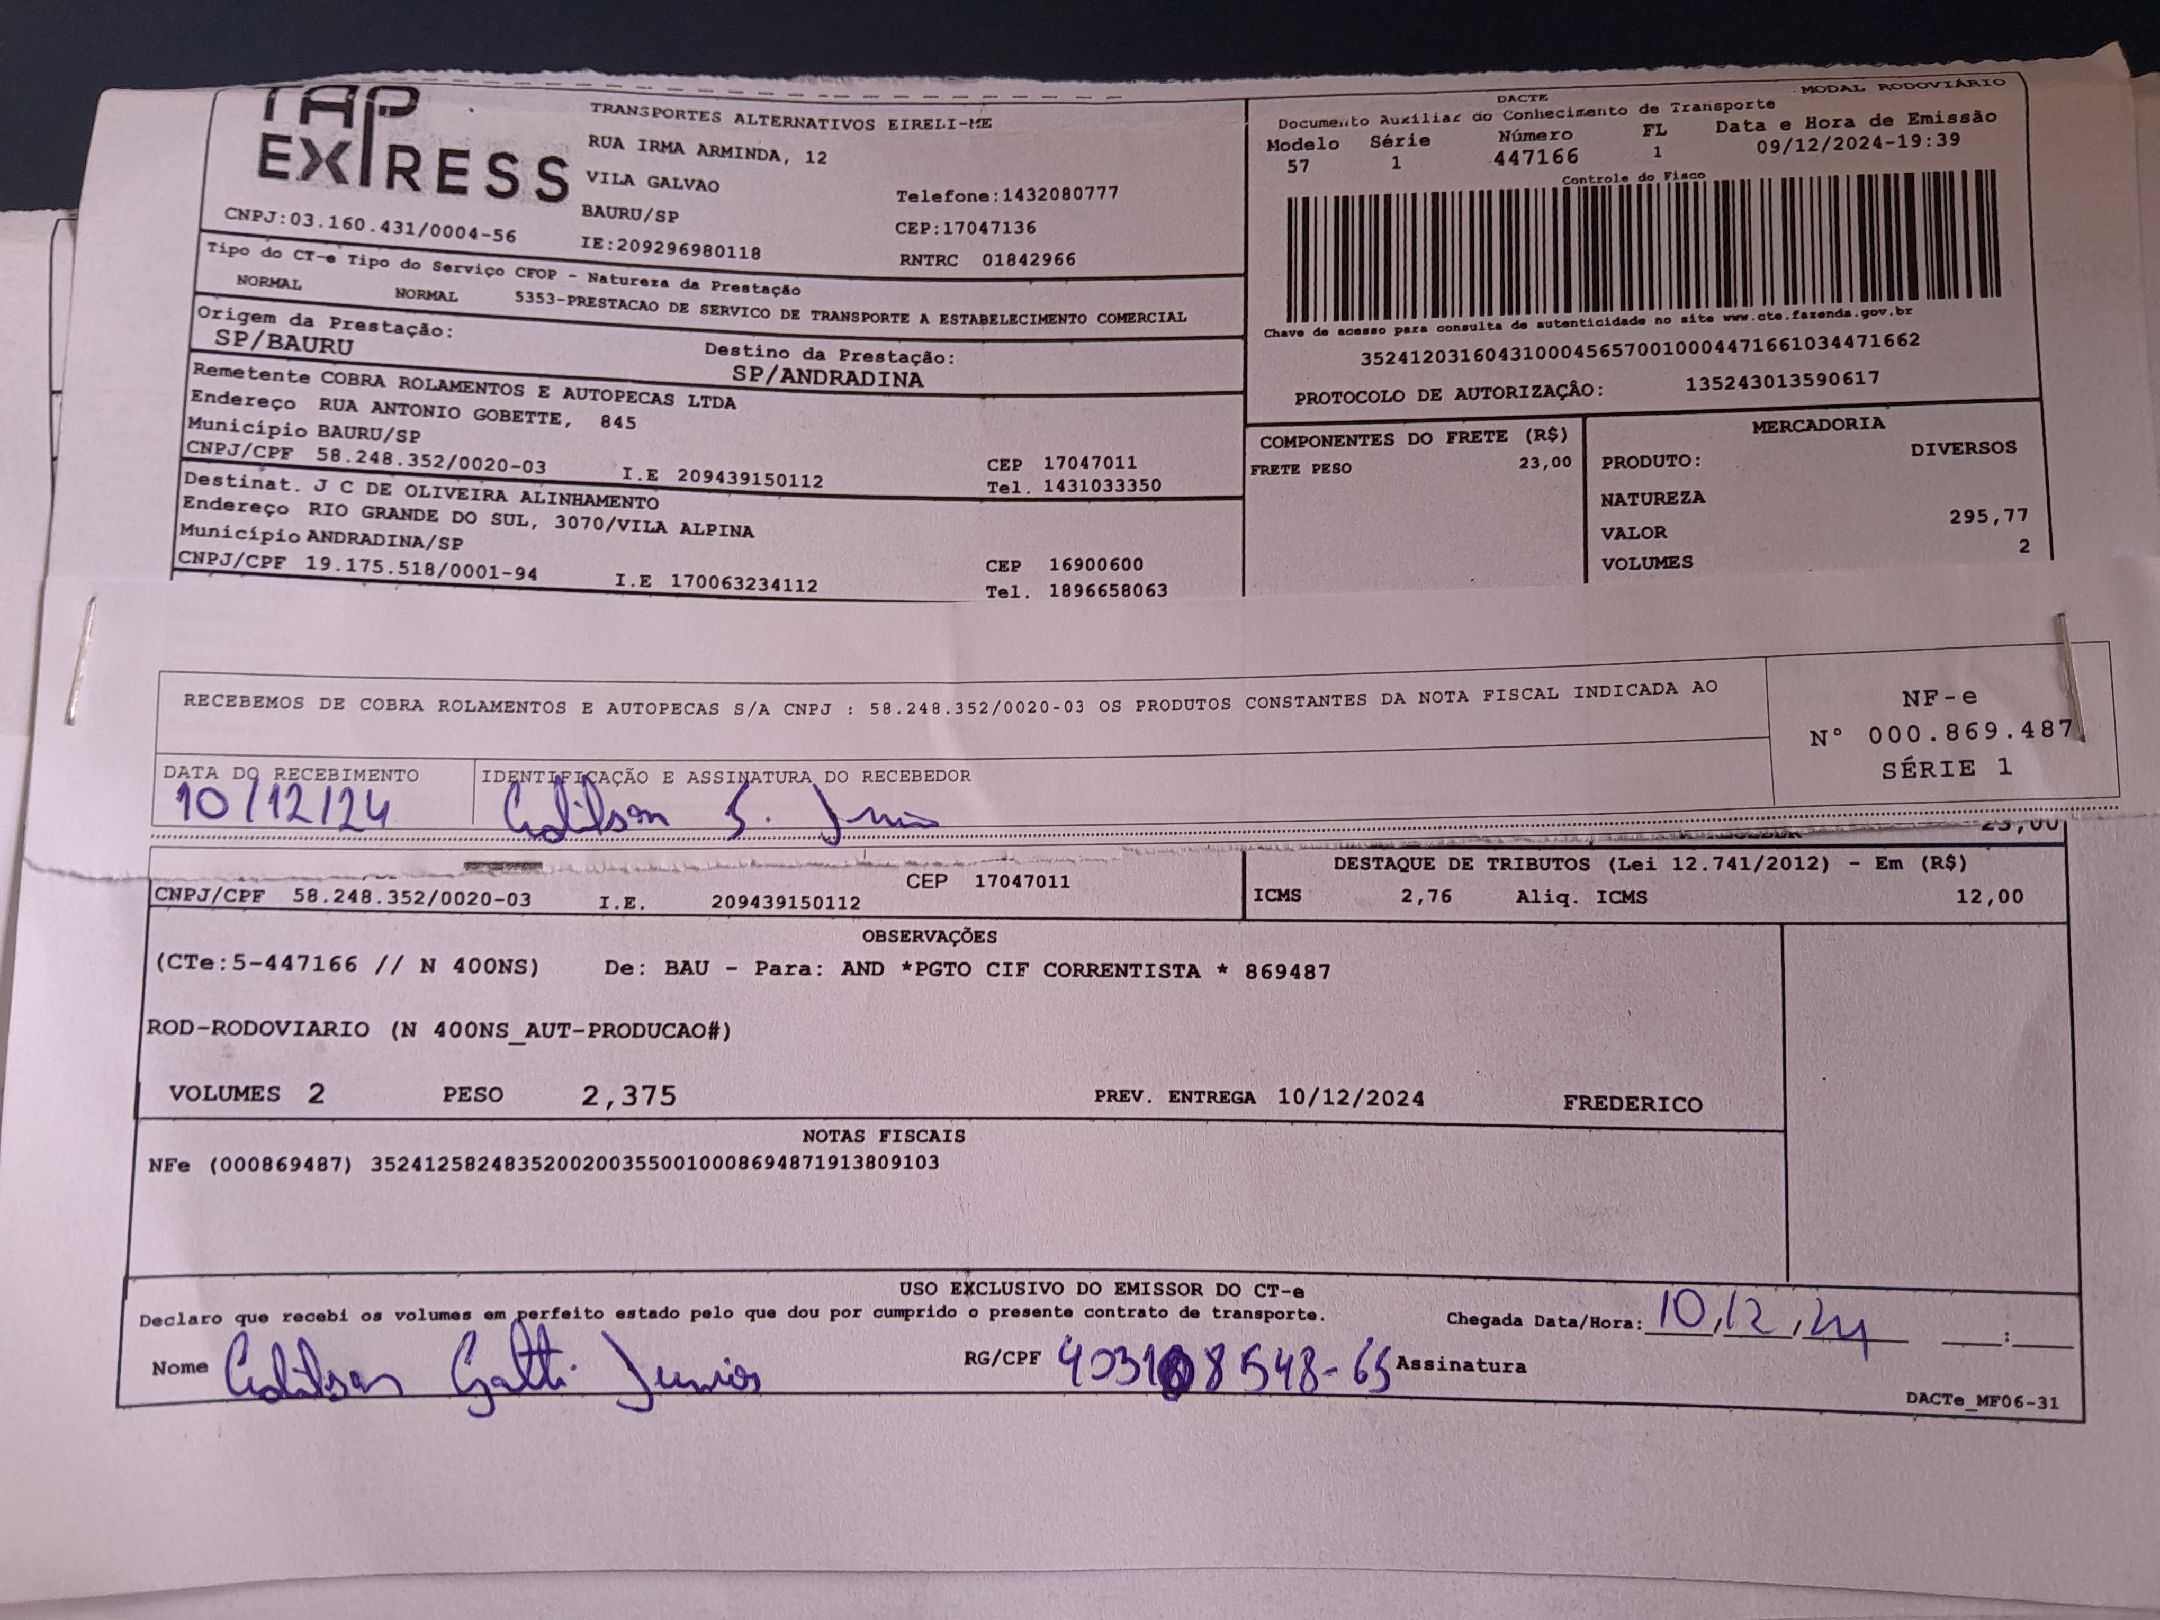 TAP
EXPRESS
TRANSPORTES ALTERNATIVOS EIRELI-ME
RUA IRMA ARMINDA, 12
VILA GALVAO
Telefone:1432080777
BAURU/SP
CEP:17047136
CNPJ:03.160.431/0004-56
IE:209296980118
RNTRC 01842966
DACTE
MODAL RODOVIÁRIO
Documento Auxiliar do Conhecimento de Transporte
Modelo Série Número FL Data e Hora de Emissão
57 1 447166 1 09/12/2024-19:39
Controle do Fisco
Chave de acesso para consulta de autenticidade no site www.cte.fazenda.gov.br
35241203160431000456570010004471661034471662
PROTOCOLO DE AUTORIZAÇÂO: 135243013590617
Tipo do CT-e Tipo do Serviço CFOP - Natureza da Prestação
NORMAL NORMAL 5353-PRESTACAO DE SERVICO DE TRANSPORTE A ESTABELECIMENTO COMERCIAL
Origem da Prestação:
SP/BAURU
Destino da Prestação:
SP/ANDRADINA
Remetente COBRA ROLAMENTOS E AUTOPECAS LTDA
Endereço RUA ANTONIO GOBETTE, 845
Município BAURU/SP
CEP 17047011
CNPJ/CPF 58.248.352/0020-03 I.E 209439150112 Tel. 1431033350
Destinat. J C DE OLIVEIRA ALINHAMENTO
Endereço RIO GRANDE DO SUL, 3070/VILA ALPINA
Município ANDRADINA/SP
CEP 16900600
CNPJ/CPF 19.175.518/0001-94 I.E 170063234112 Tel. 1896658063
COMPONENTES DO FRETE (R$)
FRETE PESO 23,00
MERCADORIA
PRODUTO: DIVERSOS
NATUREZA
VALOR 295,77
VOLUMES 2
RECEBEMOS DE COBRA ROLAMENTOS E AUTOPECAS S/A CNPJ : 58.248.352/0020-03 OS PRODUTOS CONSTANTES DA NOTA FISCAL INDICADA AO
NF-e
N° 000.869.487
SÉRIE 1
DATA DO RECEBIMENTO
10/12/24
IDENTIFICAÇÃO E ASSINATURA DO RECEBEDOR
Edilson G. Junior
23,00
CEP 17047011
CNPJ/CPF 58.248.352/0020-03 I.E. 209439150112
DESTAQUE DE TRIBUTOS (Lei 12.741/2012) - Em (R$)
ICMS 2,76 Aliq. ICMS 12,00
OBSERVAÇÕES
(CTe:5-447166 // N 400NS) De: BAU - Para: AND *PGTO CIF CORRENTISTA * 869487
ROD-RODOVIARIO (N 400NS_AUT-PRODUCAO#)
VOLUMES 2 PESO 2,375 PREV. ENTREGA 10/12/2024 FREDERICO
NOTAS FISCAIS
NFe (000869487) 35241258248352002003550010008694871913809103
USO EXCLUSIVO DO EMISSOR DO CT-e
Declaro que recebi os volumes em perfeito estado pelo que dou por cumprido o presente contrato de transporte.
Chegada Data/Hora: 10,12,24 ___:___
Nome Edilson Gatti Junior RG/CPF 403108548-65 Assinatura
DACTe_MF06-31